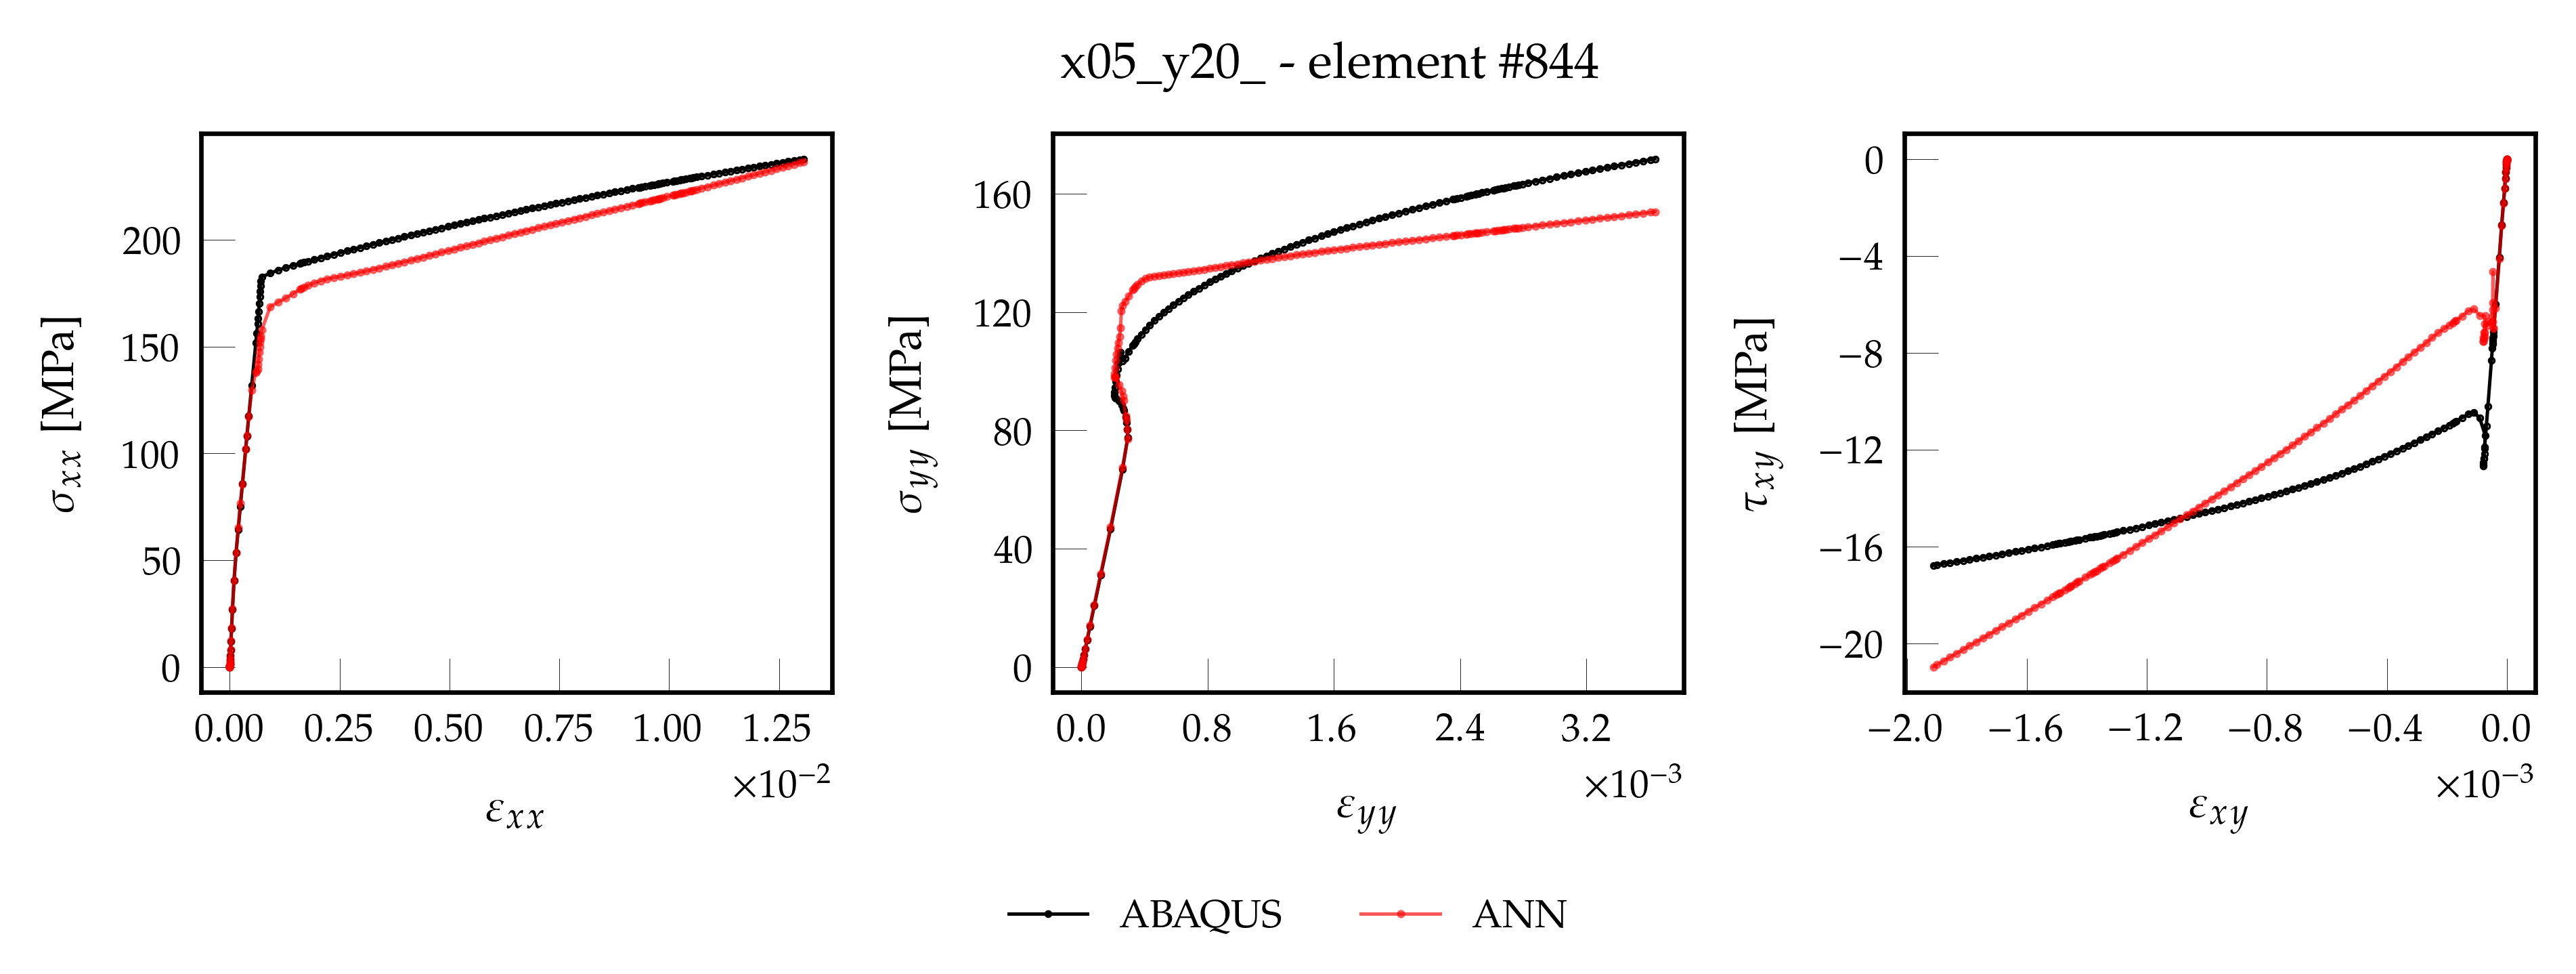 x05_y20_ - element #844
σxx [MPa]
200
150
100
50
0
0.00 0.25 0.50 0.75 1.00 1.25
×10⁻²
εxx
σyy [MPa]
160
120
80
40
0
0.0 0.8 1.6 2.4 3.2
×10⁻³
εyy
τxy [MPa]
0
−4
−8
−12
−16
−20
−2.0 −1.6 −1.2 −0.8 −0.4 0.0
×10⁻³
εxy
ABAQUS ANN